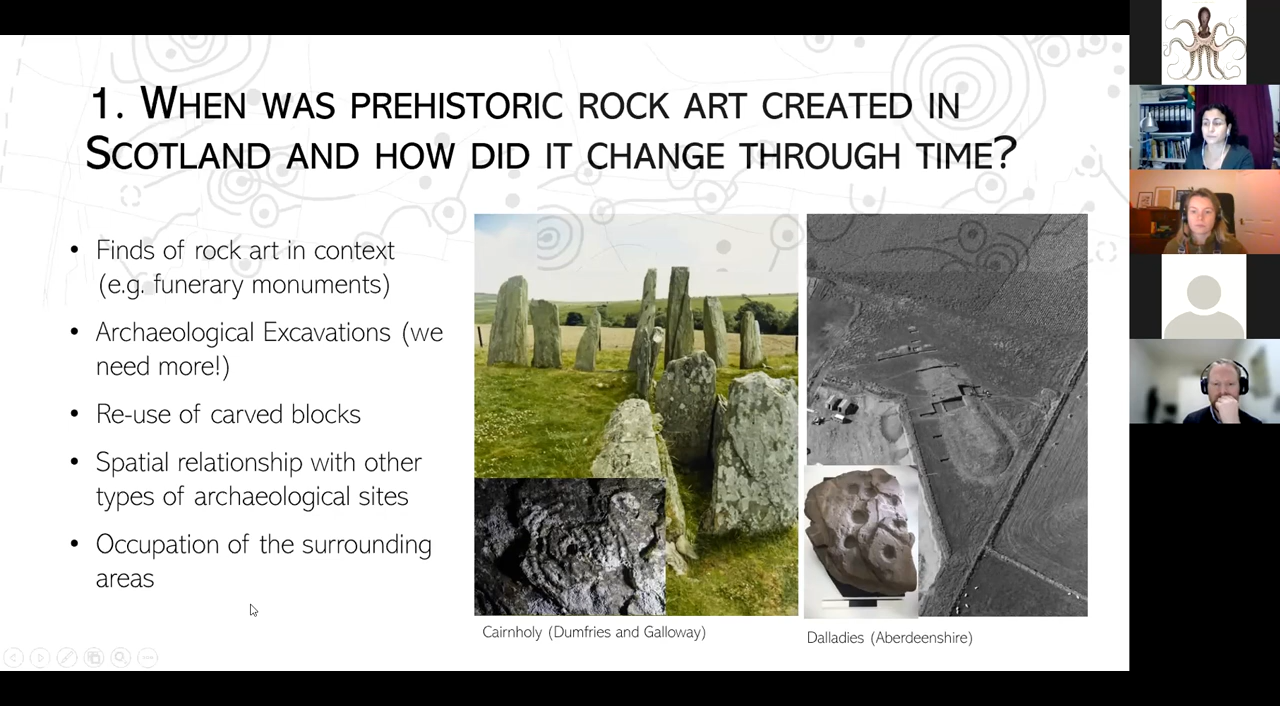 1. When was prehistoric rock art created in
Scotland and how did it change through time?
• Finds of rock art in context
(e.g. funerary monuments)
• Archaeological Excavations (we
need more!)
• Re-use of carved blocks
• Spatial relationship with other
types of archaeological sites
• Occupation of the surrounding
areas
Cairnholy (Dumfries and Galloway)
Dalladies (Aberdeenshire)